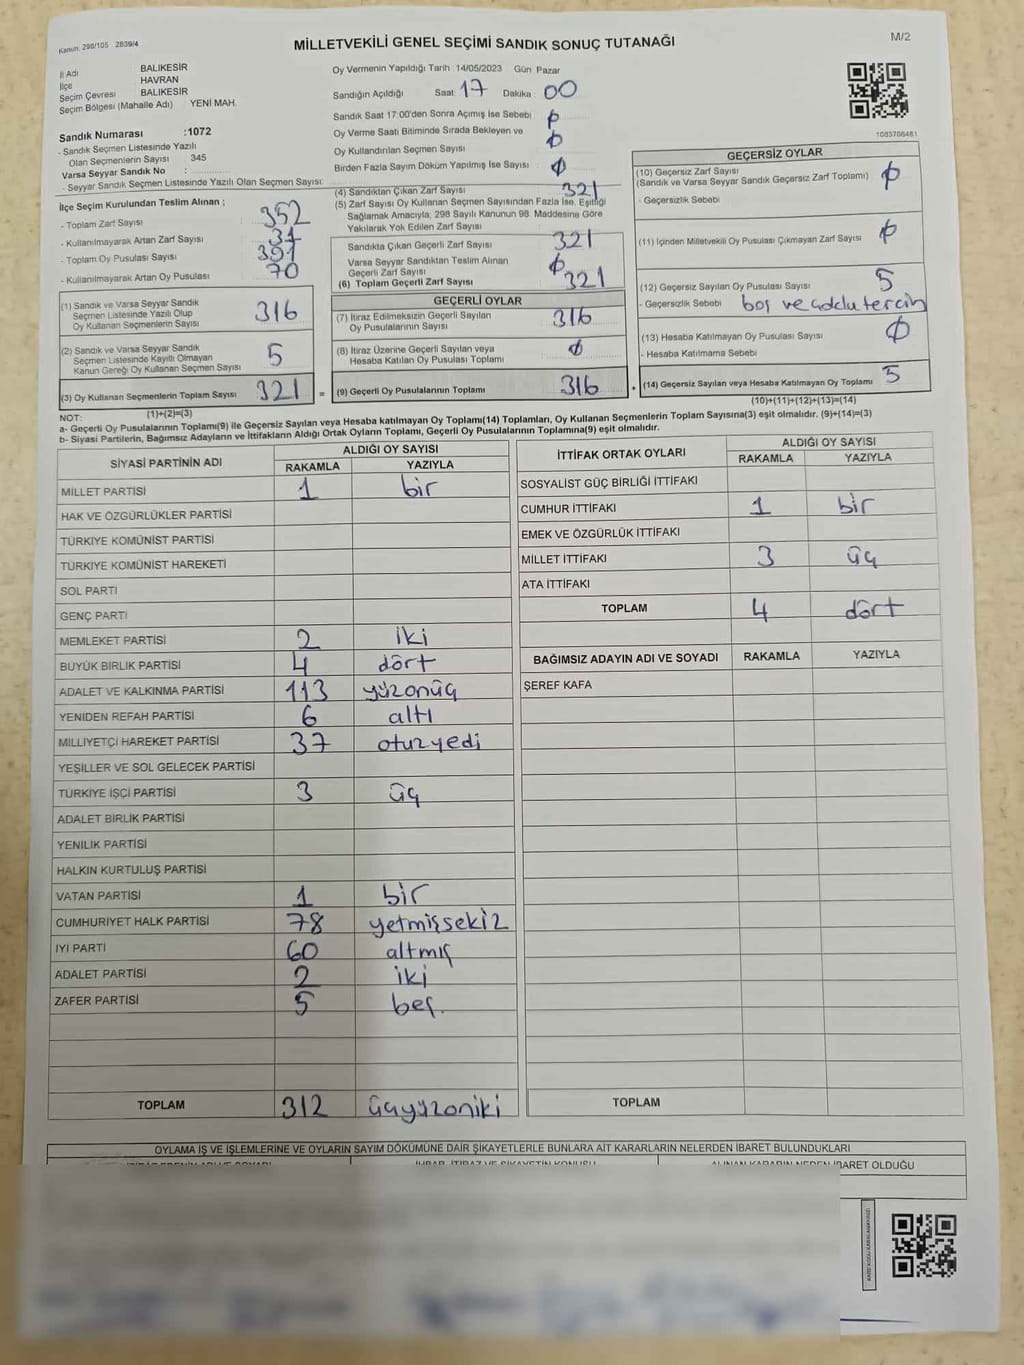 Kanun: 298/105 2839/4
MİLLETVEKİLİ GENEL SEÇİMİ SANDIK SONUÇ TUTANAĞI
M/2
İl Adı BALIKESİR
İlçe HAVRAN
Seçim Çevresi BALIKESİR
Seçim Bölgesi (Mahalle Adı) YENİ MAH.
Sandık Numarası :1072
- Sandık Seçmen Listesinde Yazılı
Olan Seçmenlerin Sayısı 345
Varsa Seyyar Sandık No :
- Seyyar Sandık Seçmen Listesinde Yazılı Olan Seçmen Sayısı:
İlçe Seçim Kurulundan Teslim Alınan ;
- Toplam Zarf Sayısı 352
- Kullanılmayarak Artan Zarf Sayısı 31
- Toplam Oy Pusulası Sayısı 391
- Kullanılmayarak Artan Oy Pusulası 70
(1) Sandık ve Varsa Seyyar Sandık
Seçmen Listesinde Yazılı Olup
Oy Kullanan Seçmenlerin Sayısı 316
(2) Sandık ve Varsa Seyyar Sandık
Seçmen Listesinde Kayıtlı Olmayan
Kanun Gereği Oy Kullanan Seçmen Sayısı 5
(3) Oy Kullanan Seçmenlerin Toplam Sayısı 321 =
(1)+(2)=(3)
Oy Vermenin Yapıldığı Tarih 14/05/2023 Gün Pazar
Sandığın Açıldığı Saat 17 Dakika : 00
Sandık Saat 17:00'den Sonra Açımış İse Sebebi φ
Oy Verme Saati Bitiminde Sırada Bekleyen ve
Oy Kullandırılan Seçmen Sayısı φ
Birden Fazla Sayım Döküm Yapılmış İse Sayısı φ
(4) Sandıktan Çıkan Zarf Sayısı 321
(5) Zarf Sayısı Oy Kullanan Seçmen Sayısından Fazla İse, Eşitliği
Sağlamak Amacıyla; 298 Sayılı Kanunun 98. Maddesine Göre
Yakılarak Yok Edilen Zarf Sayısı
Sandıkta Çıkan Geçerli Zarf Sayısı 321
Varsa Seyyar Sandıktan Teslim Alınan
Geçerli Zarf Sayısı φ
(6) Toplam Geçerli Zarf Sayısı 321
GEÇERLİ OYLAR
(7) İtiraz Edilmeksizin Geçerli Sayılan
Oy Pusulalarının Sayısı 316
(8) İtiraz Üzerine Geçerli Sayılan veya
Hesaba Katılan Oy Pusulası Toplamı φ
(9) Geçerli Oy Pusulalarının Toplamı 316 +
1083706461
GEÇERSİZ OYLAR
(10) Geçersiz Zarf Sayısı
(Sandık ve Varsa Seyyar Sandık Geçersiz Zarf Toplamı) φ
- Geçersizlik Sebebi
(11) İçinden Milletvekili Oy Pusulası Çıkmayan Zarf Sayısı φ
(12) Geçersiz Sayılan Oy Pusulası Sayısı 5
- Geçersizlik Sebebi boş ve çoklu tercih
(13) Hesaba Katılmayan Oy Pusulası Sayısı φ
- Hesaba Katılmama Sebebi
(14) Geçersiz Sayılan veya Hesaba Katılmayan Oy Toplamı 5
(10)+(11)+(12)+(13)=(14)
NOT:
a- Geçerli Oy Pusulalarının Toplamı(9) ile Geçersiz Sayılan veya Hesaba katılmayan Oy Toplamı(14) Toplamları, Oy Kullanan Seçmenlerin Toplam Sayısına(3) eşit olmalıdır. (9)+(14)=(3)
b- Siyasi Partilerin, Bağımsız Adayların ve İttifakların Aldığı Ortak Oyların Toplamı, Geçerli Oy Pusulalarının Toplamına(9) eşit olmalıdır.
SİYASİ PARTİNİN ADI ALDIĞI OY SAYISI
RAKAMLA YAZIYLA
MİLLET PARTİSİ 1 bir
HAK VE ÖZGÜRLÜKLER PARTİSİ
TÜRKİYE KOMÜNİST PARTİSİ
TÜRKİYE KOMÜNİST HAREKETİ
SOL PARTİ
GENÇ PARTİ
MEMLEKET PARTİSİ 2 iki
BÜYÜK BİRLİK PARTİSİ 4 dört
ADALET VE KALKINMA PARTİSİ 113 yüzonüç
YENİDEN REFAH PARTİSİ 6 altı
MİLLİYETÇİ HAREKET PARTİSİ 37 otuzyedi
YEŞİLLER VE SOL GELECEK PARTİSİ
TÜRKİYE İŞÇİ PARTİSİ 3 üç
ADALET BİRLİK PARTİSİ
YENİLİK PARTİSİ
HALKIN KURTULUŞ PARTİSİ
VATAN PARTİSİ 1 bir
CUMHURİYET HALK PARTİSİ 78 yetmişsekiz
İYİ PARTİ 60 altmış
ADALET PARTİSİ 2 iki
ZAFER PARTİSİ 5 beş.
TOPLAM 312 üçyüzoniki
İTTİFAK ORTAK OYLARI ALDIĞI OY SAYISI
RAKAMLA YAZIYLA
SOSYALİST GÜÇ BİRLİĞİ İTTİFAKI
CUMHUR İTTİFAKI 1 bir
EMEK VE ÖZGÜRLÜK İTTİFAKI
MİLLET İTTİFAKI 3 üç
ATA İTTİFAKI
TOPLAM 4 dört
BAĞIMSIZ ADAYIN ADI VE SOYADI RAKAMLA YAZIYLA
ŞEREF KAFA
TOPLAM
OYLAMA İŞ VE İŞLEMLERİNE VE OYLARIN SAYIM DÖKÜMÜNE DAİR ŞİKAYETLERLE BUNLARA AİT KARARLARIN NELERDEN İBARET BULUNDUKLARI
İHBAR, İTİRAZ VE ŞİKAYETİN KONUSU ALINAN KARARIN NEDEN İBARET OLDUĞU